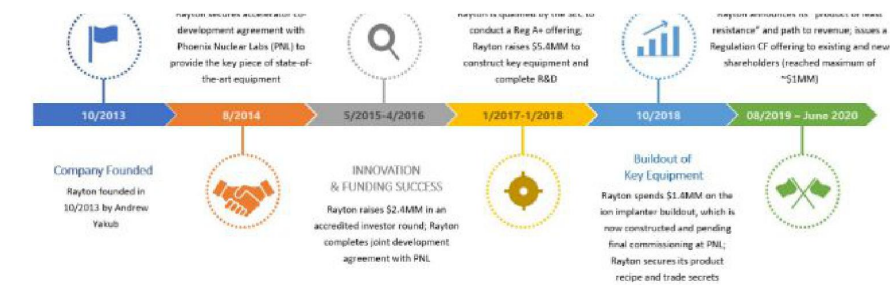 Rayton secures accelerator co-
development agreement with
Phoenix Nuclear Labs (PNL) to
provide the key piece of state-of-
the-art equipment
Rayton is qualified by the SEC to
conduct a Reg A+ offering;
Rayton raises $5.4MM to
construct key equipment and
complete R&D
Rayton announces its "product of least
resistance" and path to revenue; issues a
Regulation CF offering to existing and new
shareholders (reached maximum of
~$1MM)
10/2013
8/2014
5/2015-4/2016
1/2017-1/2018
10/2018
08/2019 – June 2020
Company Founded
Rayton founded in
10/2013 by Andrew
Yakub
INNOVATION
& FUNDING SUCCESS
Rayton raises $2.4MM in an
accredited investor round; Rayton
completes joint development
agreement with PNL
Buildout of
Key Equipment
Rayton spends $1.4MM on the
ion implanter buildout, which is
now constructed and pending
final commissioning at PNL;
Rayton secures its product
recipe and trade secrets